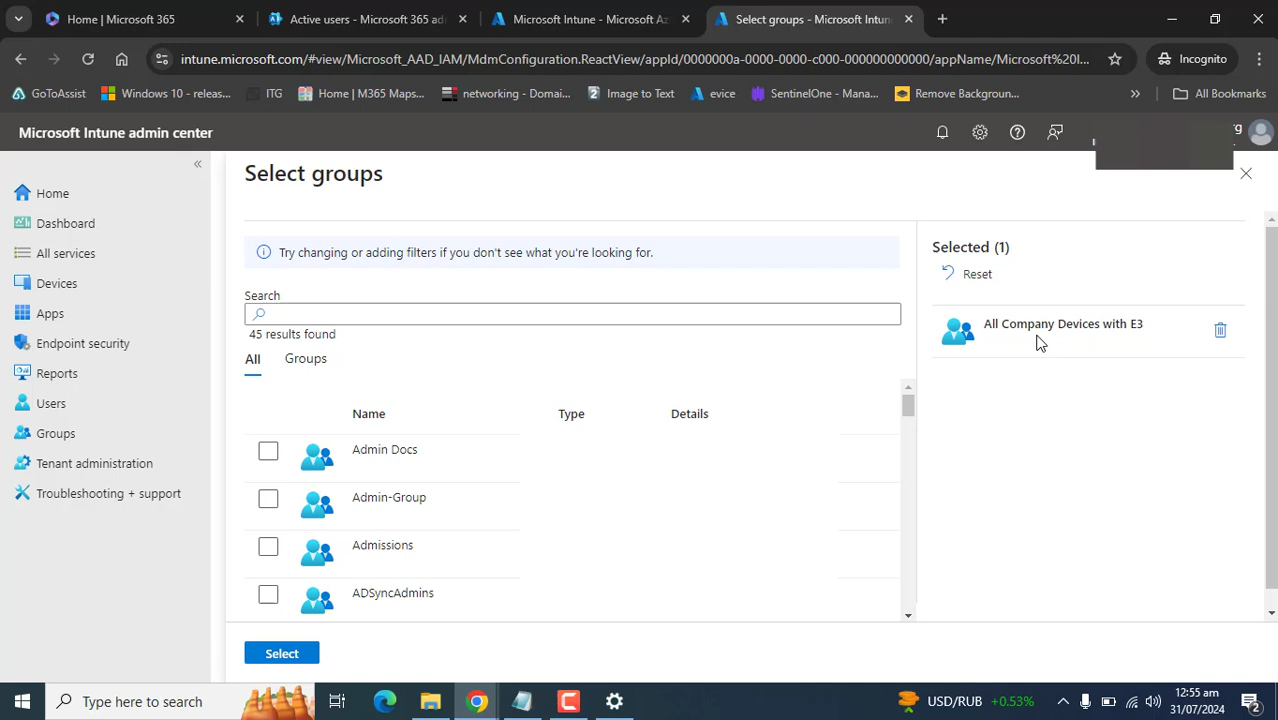 Home | Microsoft 365
Active users - Microsoft 365 ad
Microsoft Intune - Microsoft Az
Select groups - Microsoft Intun
intune.microsoft.com/#view/Microsoft_AAD_IAM/MdmConfiguration.ReactView/appId/0000000a-0000-0000-c000-000000000000/appName/Microsoft%20I...
Incognito
GoToAssist
Windows 10 - releas...
ITG
Home | M365 Maps...
networking - Domai...
Image to Text
evice
SentinelOne - Mana...
Remove Backgroun...
»
All Bookmarks
Microsoft Intune admin center
«
Home
Dashboard
All services
Devices
Apps
Endpoint security
Reports
Users
Groups
Tenant administration
Troubleshooting + support
Select groups
Try changing or adding filters if you don't see what you're looking for.
Search
45 results found
All
Groups
Name
Type
Details
Admin Docs
Admin-Group
Admissions
ADSyncAdmins
Select
Selected (1)
Reset
All Company Devices with E3
Type here to search
USD/RUB +0.53%
12:55 am
31/07/2024
2